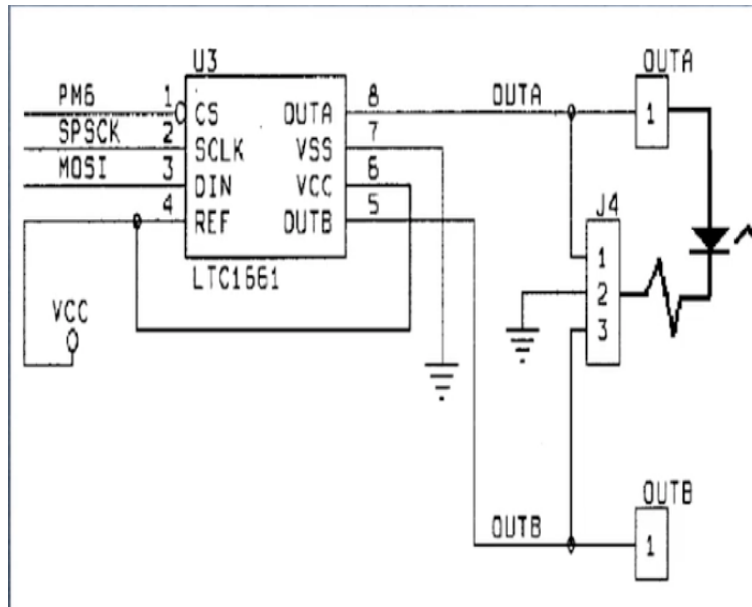 U3
OUTA
PM6 1 CS OUTA 8 OUTA 1
SPSCK 2 SCLK VSS 7
MOSI 3 DIN VCC 6
4 REF OUTB 5
J4
LTC1661
1
VCC
2
3
OUTB
OUTB
1